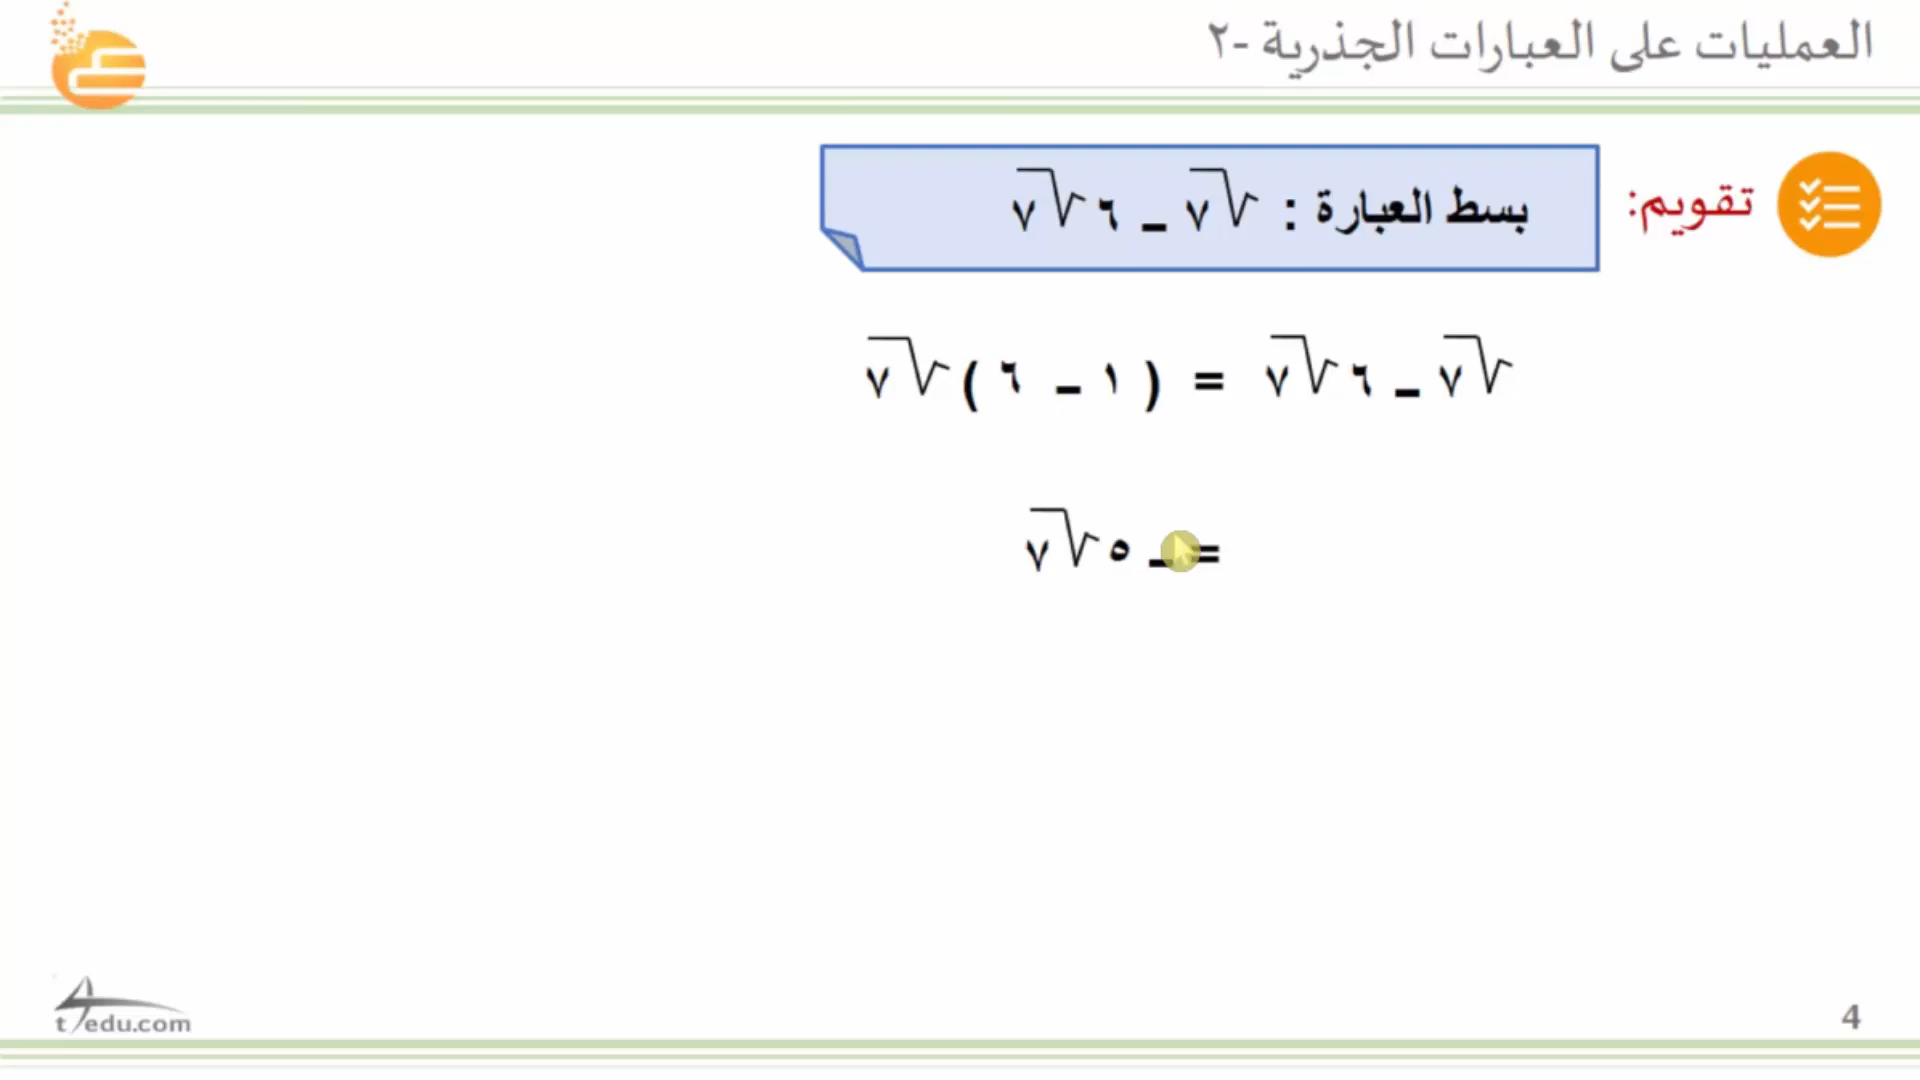 العمليات على العبارات الجذرية -٢
تقويم:
بسط العبارة : √٧ – ٦√٧
√٧ – ٦√٧ = (١ – ٦)√٧
= – ٥√٧
t4edu.com
4